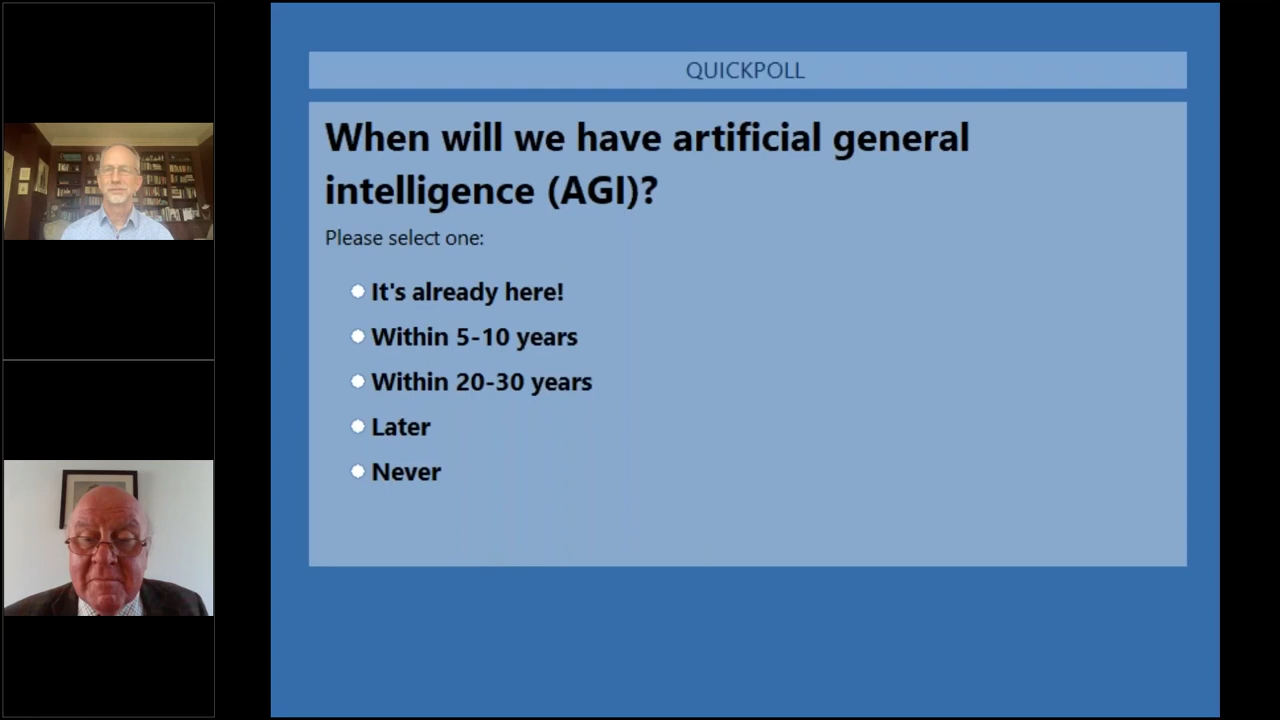 QUICKPOLL
When will we have artificial general
intelligence (AGI)?
Please select one:
It's already here!
Within 5-10 years
Within 20-30 years
Later
Never